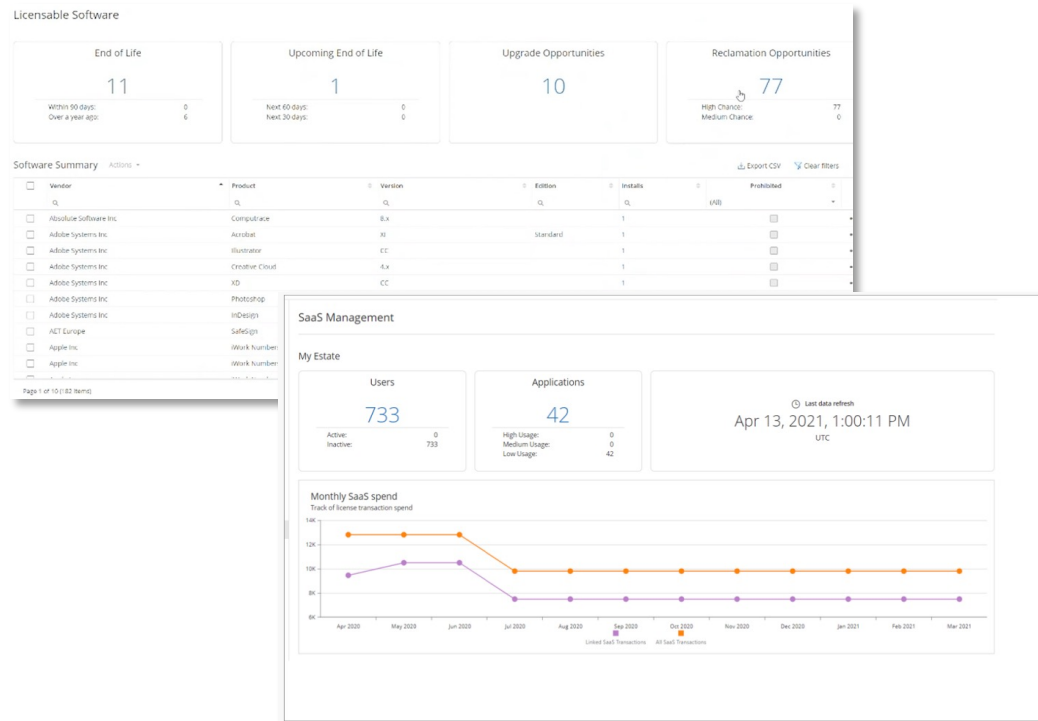 Licensable Software
End of Life
11
Within 90 days: 0
Over a year ago: 6
Upcoming End of Life
1
Next 60 days: 0
Next 30 days: 0
Upgrade Opportunities
10
Reclamation Opportunities
77
High Chance: 77
Medium Chance: 0
Software Summary Actions
Export CSV Clear filters
Vendor Product Version Edition Installs Prohibited
(All)
Absolute Software Inc Computrace 8.x 1
Adobe Systems Inc Acrobat XI Standard 1
Adobe Systems Inc Illustrator CC 1
Adobe Systems Inc Creative Cloud 4.x 1
Adobe Systems Inc XD CC 1
Adobe Systems Inc Photoshop
Adobe Systems Inc InDesign
AET Europe SafeSign
Apple Inc iWork Number
Apple Inc iWork Number
Page 1 of 10 (182 items)
SaaS Management
My Estate
Users
733
Active: 0
Inactive: 733
Applications
42
High Usage: 0
Medium Usage: 0
Low Usage: 42
Last data refresh
Apr 13, 2021, 1:00:11 PM
UTC
Monthly SaaS spend
Track of license transaction spend
14K
12K
10K
8K
6K
Apr 2020 May 2020 Jun 2020 Jul 2020 Aug 2020 Sep 2020 Oct 2020 Nov 2020 Dec 2020 Jan 2021 Feb 2021 Mar 2021
Linked SaaS Transactions All SaaS Transactions